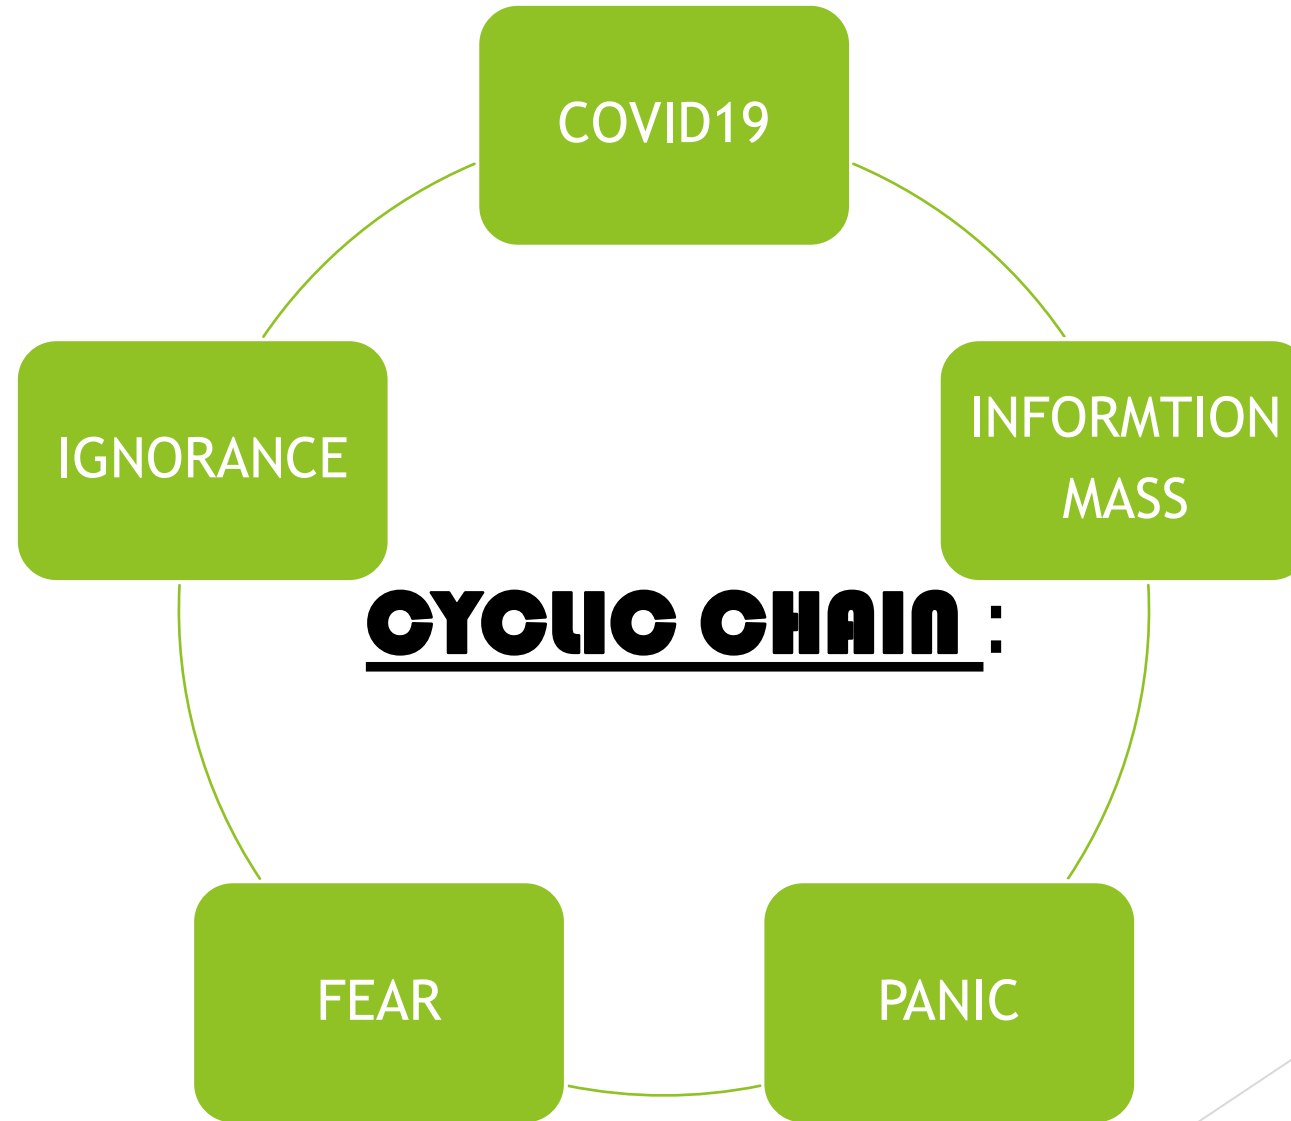 COVID19
INFORMTION
MASS
PANIC
FEAR
IGNORANCE
CYCLIC CHAIN :